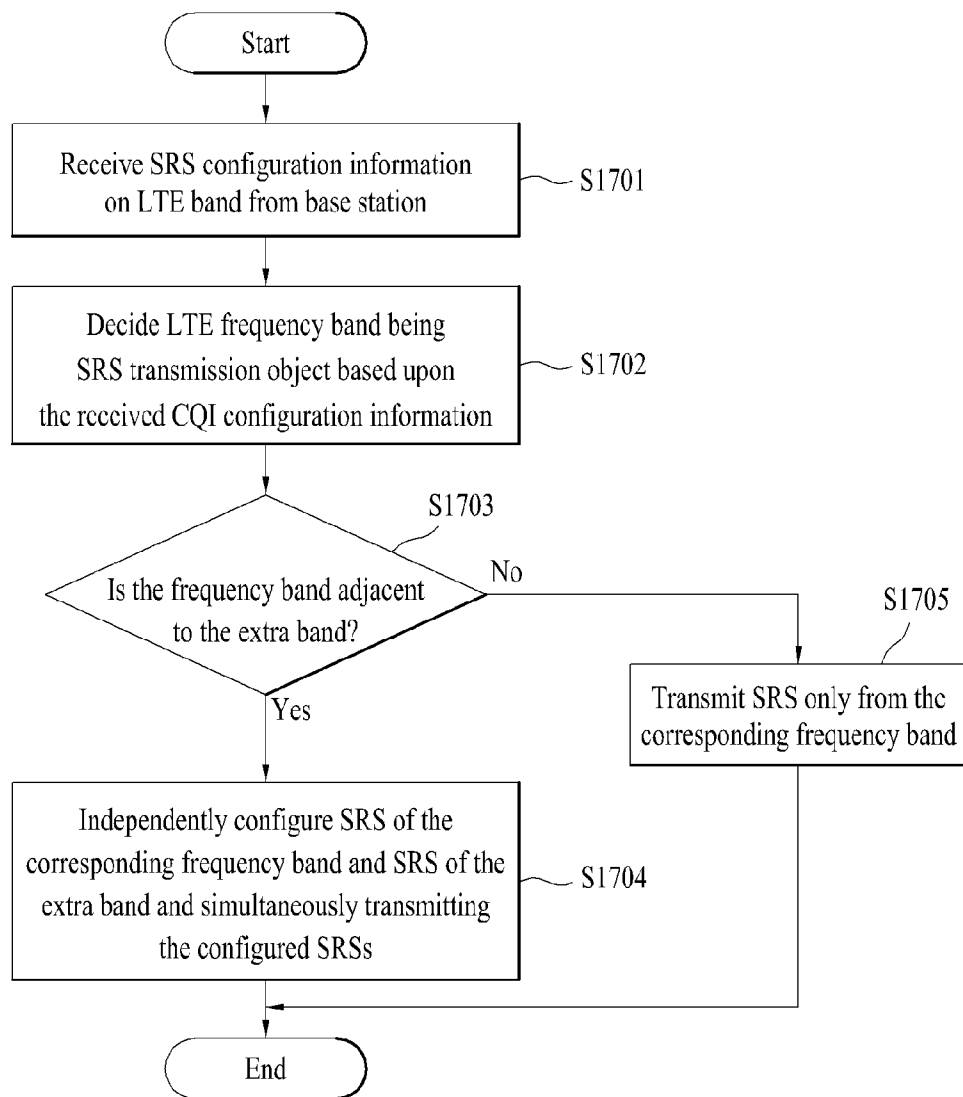 Start
Receive SRS configuration information
on LTE band from base station
S1701
Decide LTE frequency band being
SRS transmission object based upon
the received CQI configuration information
S1702
S1703
Is the frequency band adjacent
to the extra band?
No
Yes
S1705
Transmit SRS only from the
corresponding frequency band
Independently configure SRS of the
corresponding frequency band and SRS of the
extra band and simultaneously transmitting
the configured SRSs
S1704
End